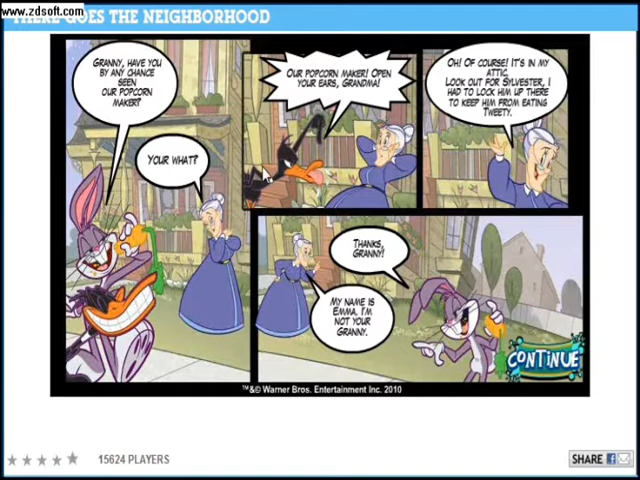 www.zdsoft.com
THERE GOES THE NEIGHBORHOOD
GRANNY, HAVE YOU
BY ANY CHANCE
SEEN
OUR POPCORN
MAKER?
YOUR WHAT?
OUR POPCORN MAKER! OPEN
YOUR EARS, GRANDMA!
OH! OF COURSE! IT'S IN MY
ATTIC.
LOOK OUT FOR SYLVESTER, I
HAD TO LOCK HIM UP THERE
TO KEEP HIM FROM EATING
TWEETY.
THANKS,
GRANNY!
MY NAME IS
EMMA. I'M
NOT YOUR
GRANNY.
CONTINUE
™&© Warner Bros. Entertainment Inc. 2010
15624 PLAYERS
SHARE